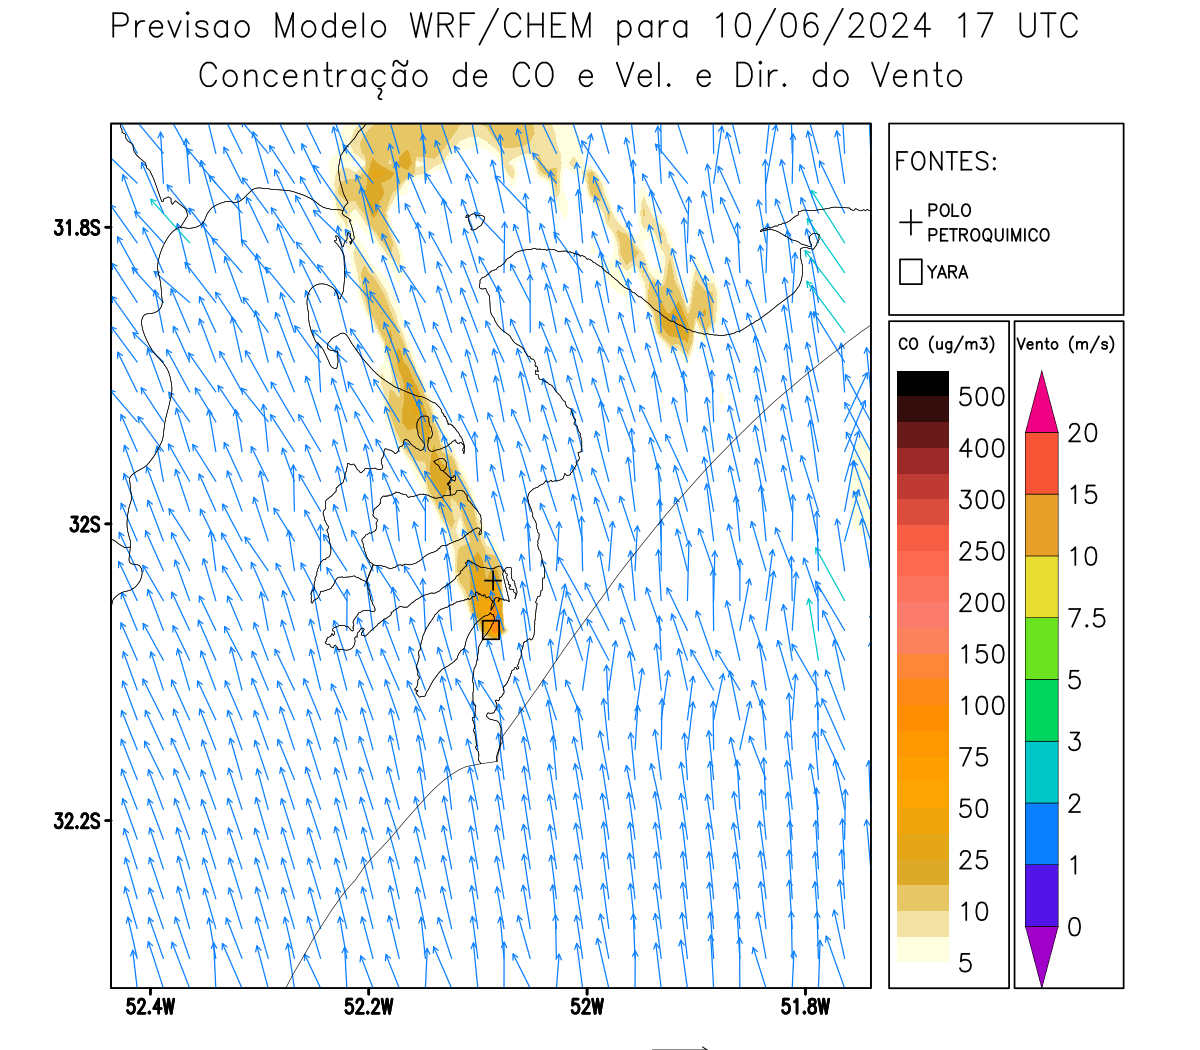 Previsao Modelo WRF/CHEM para 10/06/2024 17 UTC
Concentração de CO e Vel. e Dir. do Vento
FONTES:
POLO
PETROQUIMICO
YARA
CO (ug/m3)
500
400
300
250
200
150
100
75
50
25
10
5
Vento (m/s)
20
15
10
7.5
5
3
2
1
0
31.8S
32S
32.2S
52.4W 52.2W 52W 51.8W